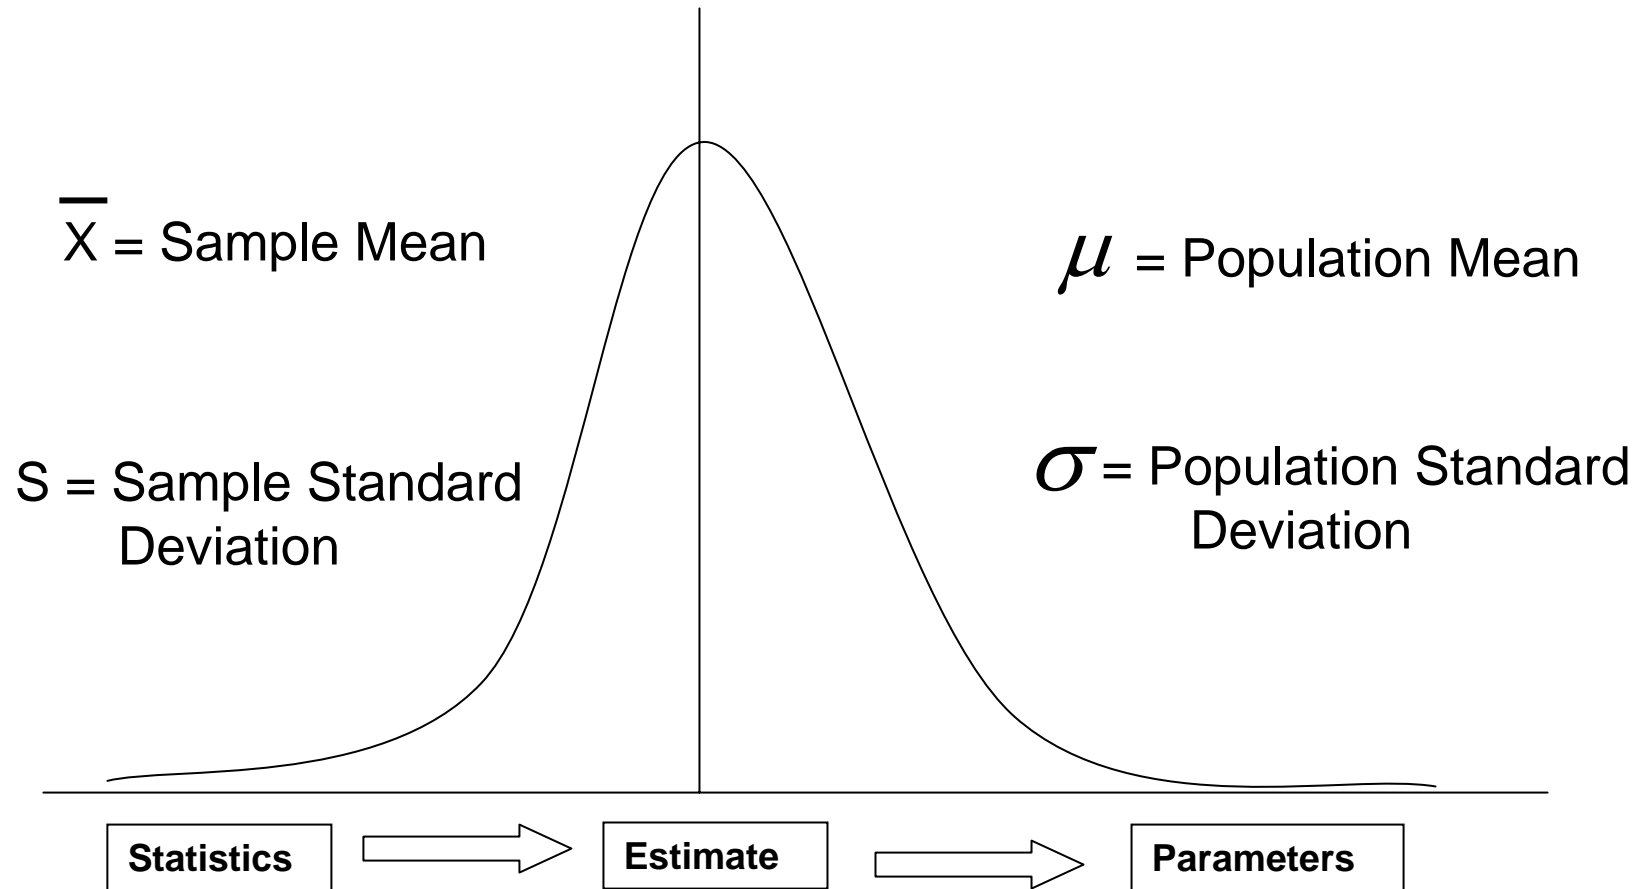 X̄ = Sample Mean
μ = Population Mean
S = Sample Standard
Deviation
σ = Population Standard
Deviation
Statistics
Estimate
Parameters